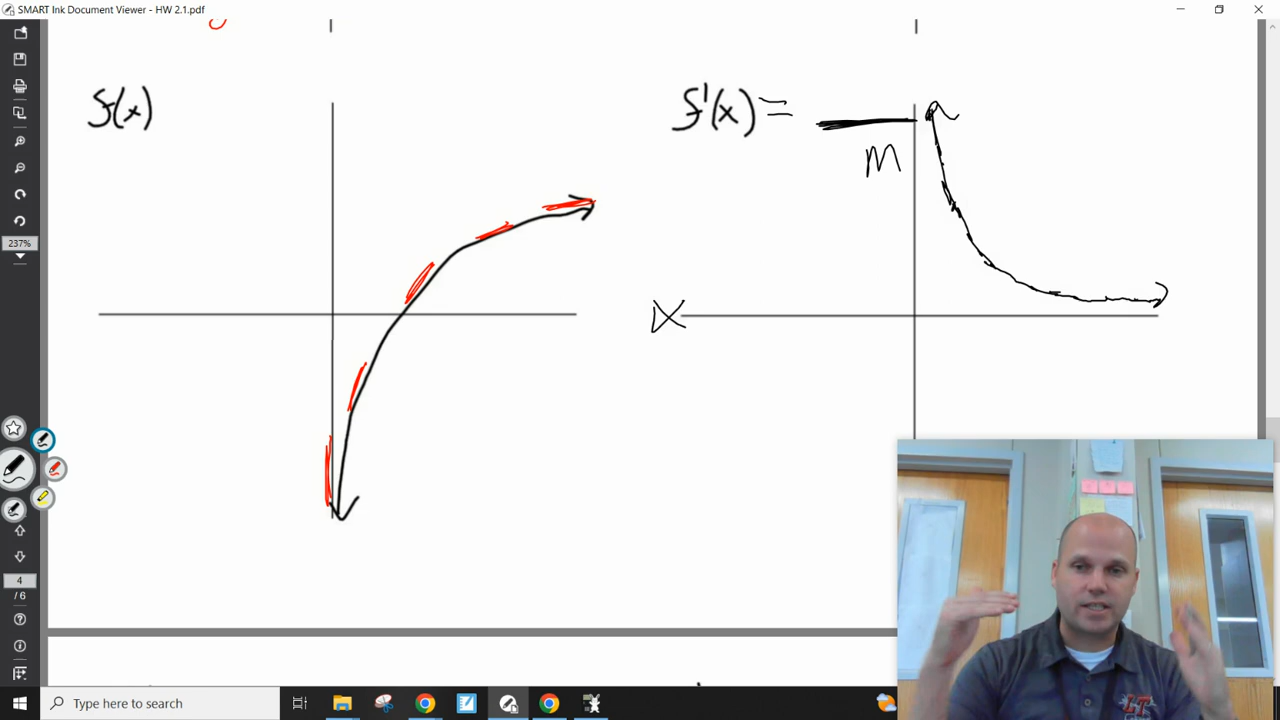 SMART Ink Document Viewer - HW 2.1.pdf
f(x)
f'(x) =
m
237%
4
/ 6
Type here to search